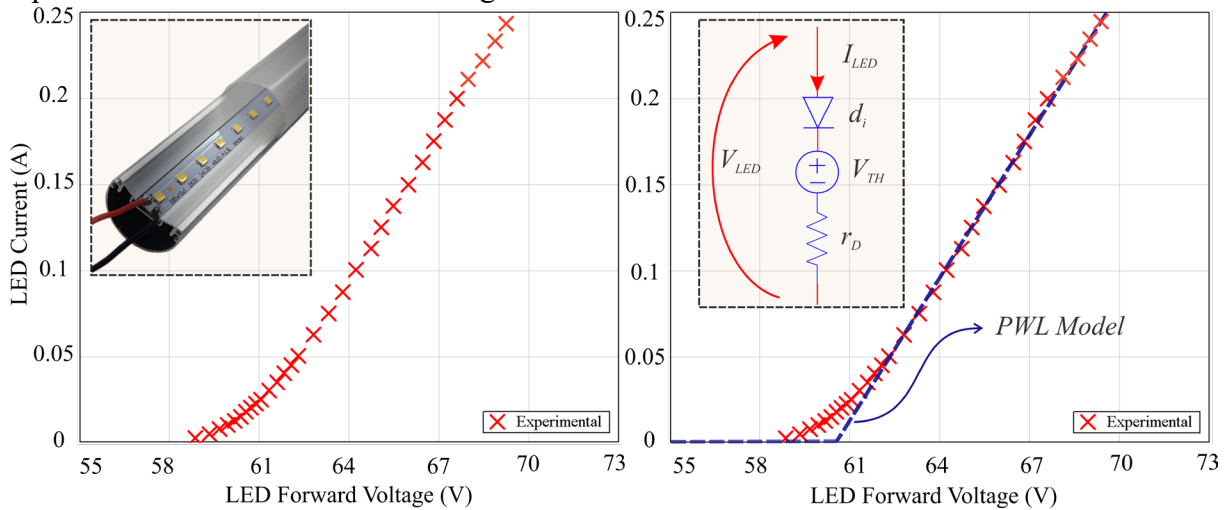 0.25
0.2
0.15
0.1
0.05
0
LED Current (A)
55
58
61
64
67
70
73
LED Forward Voltage (V)
Experimental
0.25
0.2
0.15
0.1
0.05
0
I_LED
d_i
V_LED
V_TH
r_D
PWL Model
Experimental
55
58
61
64
67
70
73
LED Forward Voltage (V)